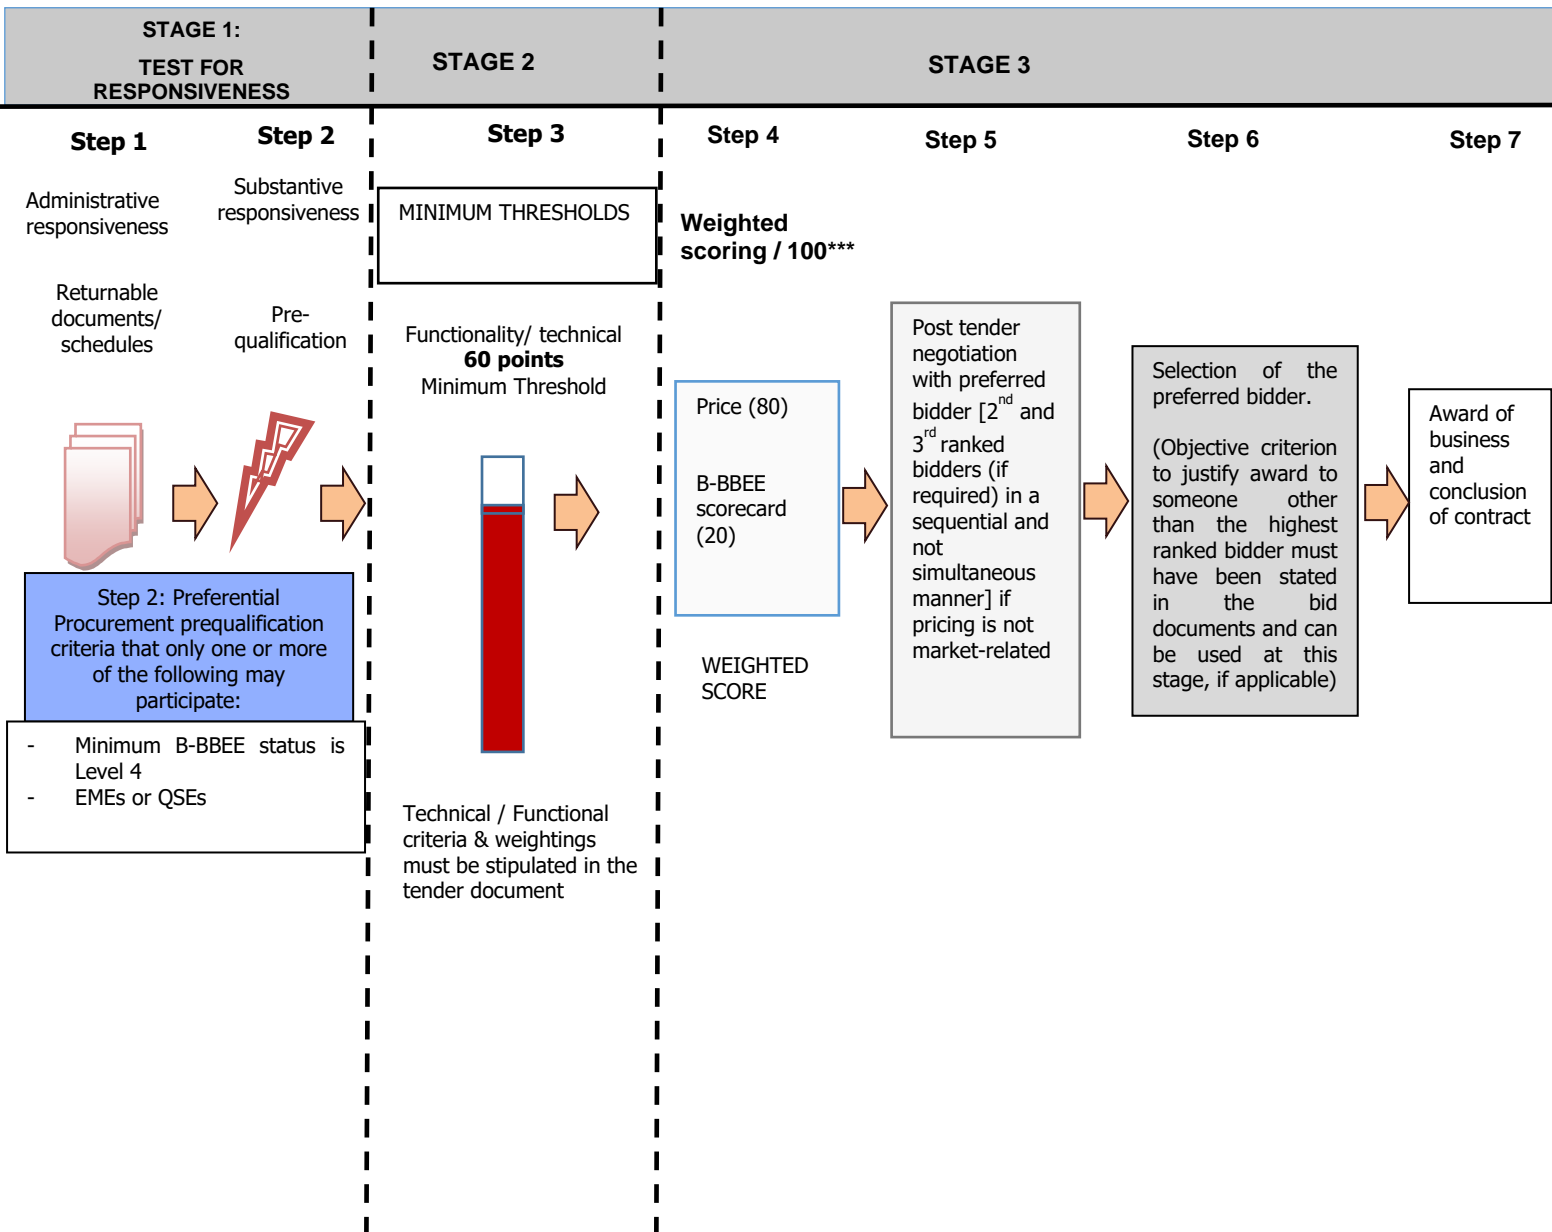 STAGE 1:
TEST FOR
RESPONSIVENESS
STAGE 2
STAGE 3
Step 1
Step 2
Step 3
Step 4
Step 5
Step 6
Step 7
Administrative
responsiveness
Returnable
documents/
schedules
Substantive
responsiveness
Pre-
qualification
Step 2: Preferential
Procurement prequalification
criteria that only one or more
of the following may
participate:
- Minimum B-BBEE status is
Level 4
- EMEs or QSEs
MINIMUM THRESHOLDS
Functionality/ technical
60 points
Minimum Threshold
Technical / Functional
criteria & weightings
must be stipulated in the
tender document
Weighted
scoring / 100***
Price (80)
B-BBEE
scorecard
(20)
WEIGHTED
SCORE
Post tender
negotiation
with preferred
bidder [2nd and
3rd ranked
bidders (if
required) in a
sequential and
not
simultaneous
manner] if
pricing is not
market-related
Selection of the
preferred bidder.
(Objective criterion
to justify award to
someone other
than the highest
ranked bidder must
have been stated
in the bid
documents and can
be used at this
stage, if applicable)
Award of
business
and
conclusion
of contract